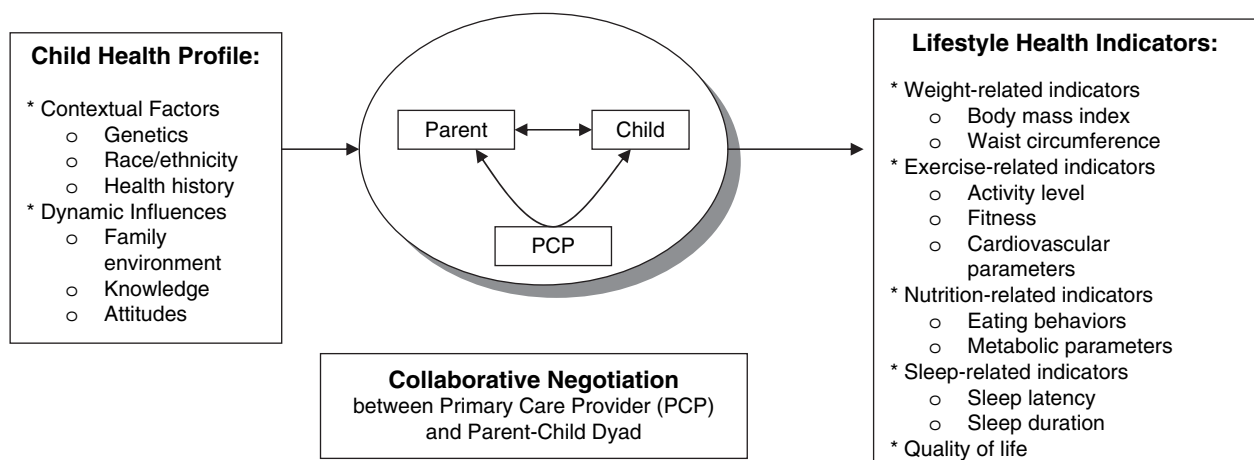 Child Health Profile:
* Contextual Factors
o Genetics
o Race/ethnicity
o Health history
* Dynamic Influences
o Family
environment
o Knowledge
o Attitudes
Parent
Child
PCP
Collaborative Negotiation
between Primary Care Provider (PCP)
and Parent-Child Dyad
Lifestyle Health Indicators:
* Weight-related indicators
o Body mass index
o Waist circumference
* Exercise-related indicators
o Activity level
o Fitness
o Cardiovascular
parameters
* Nutrition-related indicators
o Eating behaviors
o Metabolic parameters
* Sleep-related indicators
o Sleep latency
o Sleep duration
* Quality of life